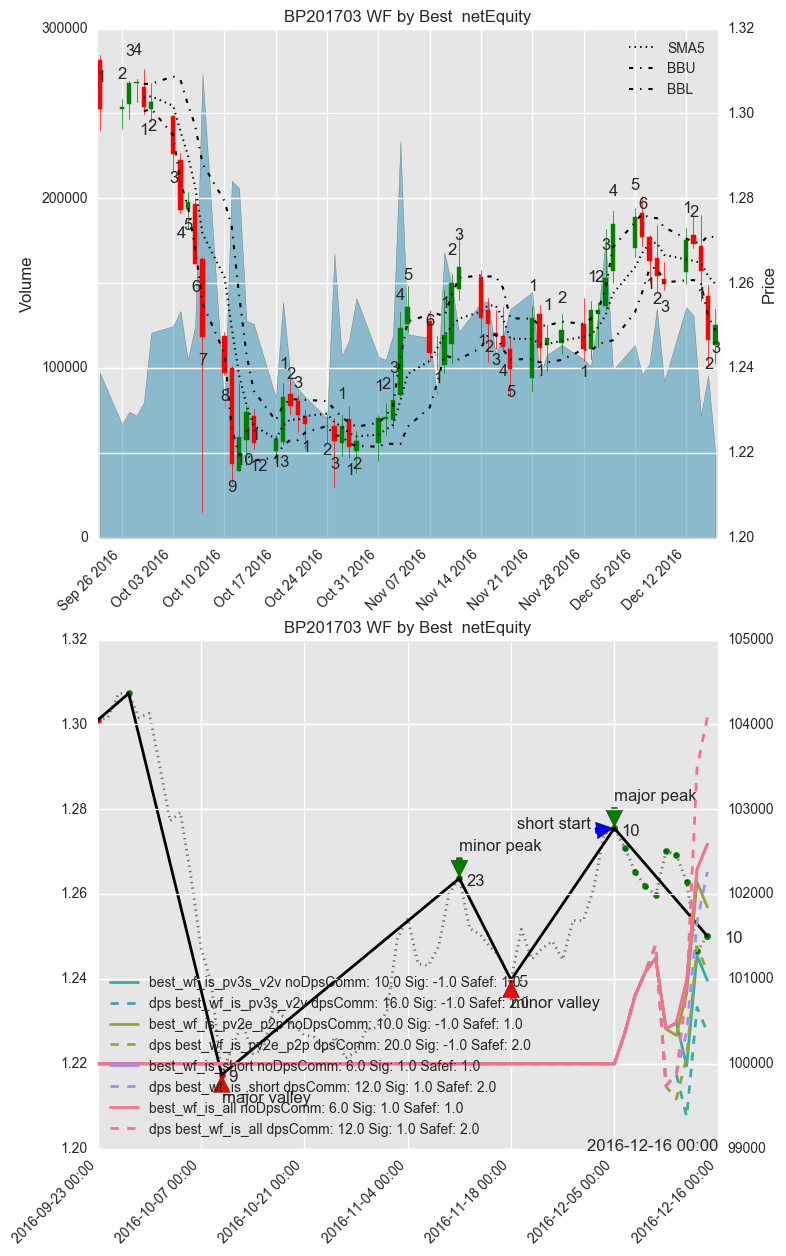 BP201703 WF by Best netEquity
300000
200000
100000
0
Volume
1.32
1.30
1.28
1.26
1.24
1.22
1.20
Price
SMA5
BBU
BBL
Sep 26 2016
Oct 03 2016
Oct 10 2016
Oct 17 2016
Oct 24 2016
Oct 31 2016
Nov 07 2016
Nov 14 2016
Nov 21 2016
Nov 28 2016
Dec 05 2016
Dec 12 2016
BP201703 WF by Best netEquity
1.32
1.30
1.28
1.26
1.24
1.22
1.20
105000
104000
103000
102000
101000
100000
99000
major peak
short start
10
minor peak
23
10
minor valley
9
major valley
best_wf_is_pv3s_v2v noDpsComm: 10.0 Sig: -1.0 Safef: 1.0
dps best_wf_is_pv3s_v2v dpsComm: 16.0 Sig: -1.0 Safef: 2.0
best_wf_is_pv2e_p2p noDpsComm: 10.0 Sig: -1.0 Safef: 1.0
dps best_wf_is_pv2e_p2p dpsComm: 20.0 Sig: -1.0 Safef: 2.0
best_wf_is_short noDpsComm: 6.0 Sig: 1.0 Safef: 1.0
dps best_wf_is .short dpsComm: 12.0 Sig: 1.0 Safef: 2.0
best_wf_is_all noDpsComm: 6.0 Sig: 1.0 Safef: 1.0
dps best_wf_is_all dpsComm: 12.0 Sig: 1.0 Safef: 2.0
2016-12-16 00:00
2016-09-23 00:00
2016-10-07 00:00
2016-10-21 00:00
2016-11-04 00:00
2016-11-18 00:00
2016-12-05 00:00
2016-12-16 00:00